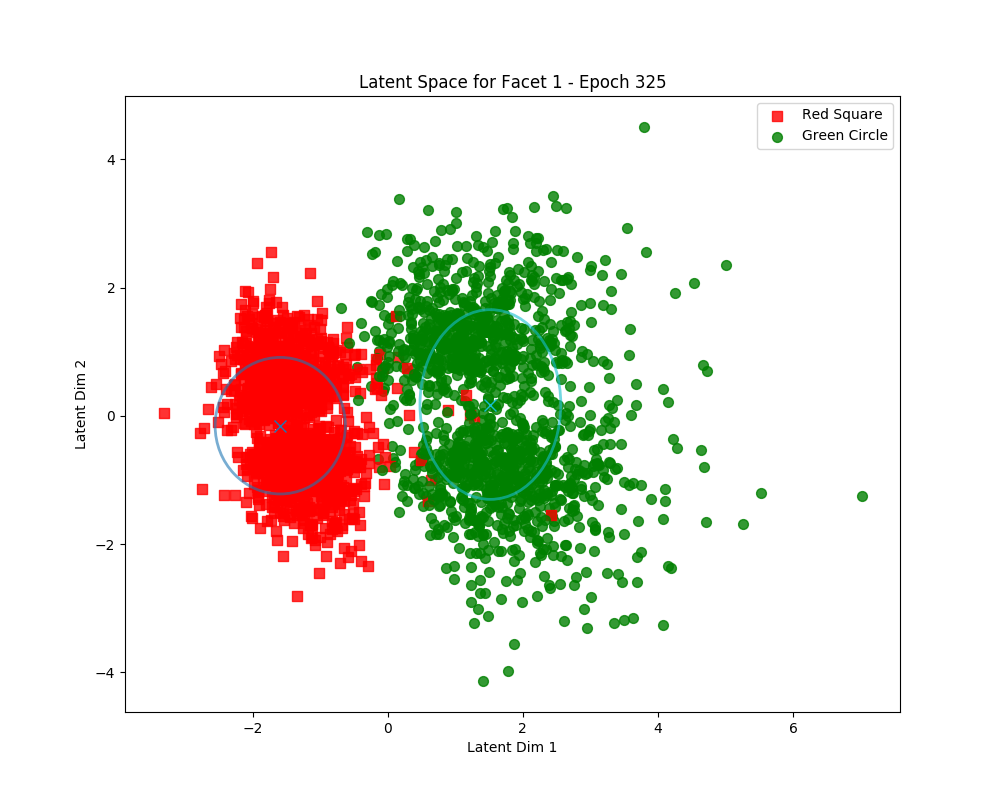 Latent Space for Facet 1 - Epoch 325
Red Square
Green Circle
4
2
0
−2
−4
Latent Dim 2
−2
0
2
4
6
Latent Dim 1